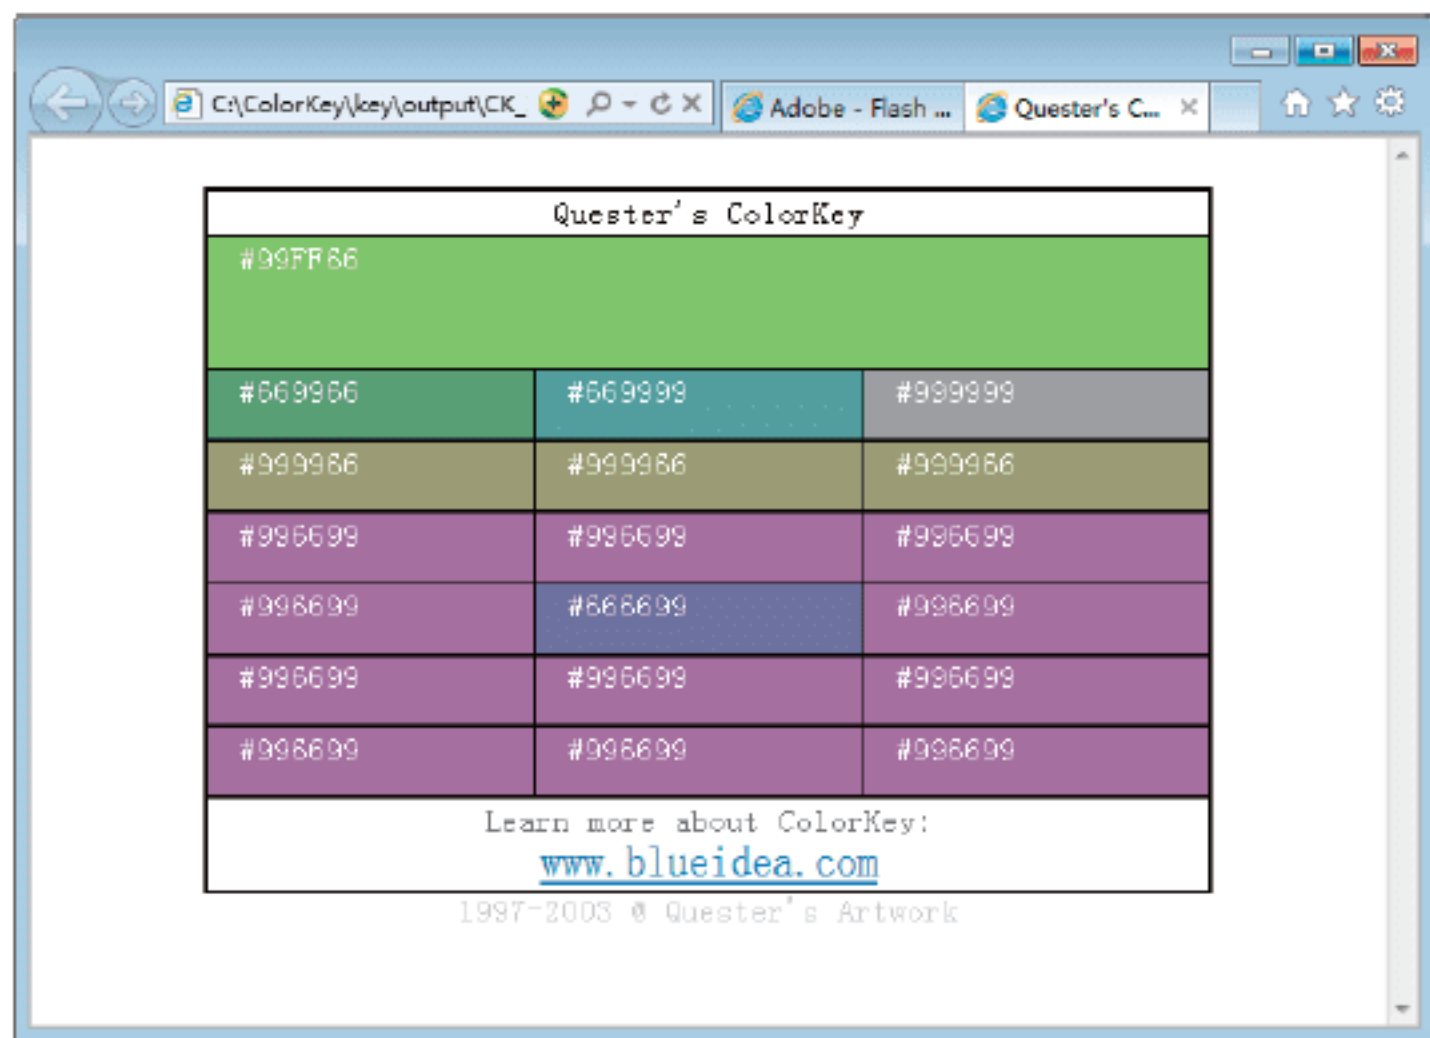 C:\ColorKey\key\output\CK_
Adobe - Flash ...
Quester's C...
Quester's ColorKey
#99FF66
#669966 #669999 #999999
#999966 #999966 #999966
#996699 #996699 #996699
#996699 #666699 #996699
#996699 #996699 #996699
#996699 #996699 #996699
Learn more about ColorKey:
www.blueidea.com
1997-2003 @ Quester's Artwork